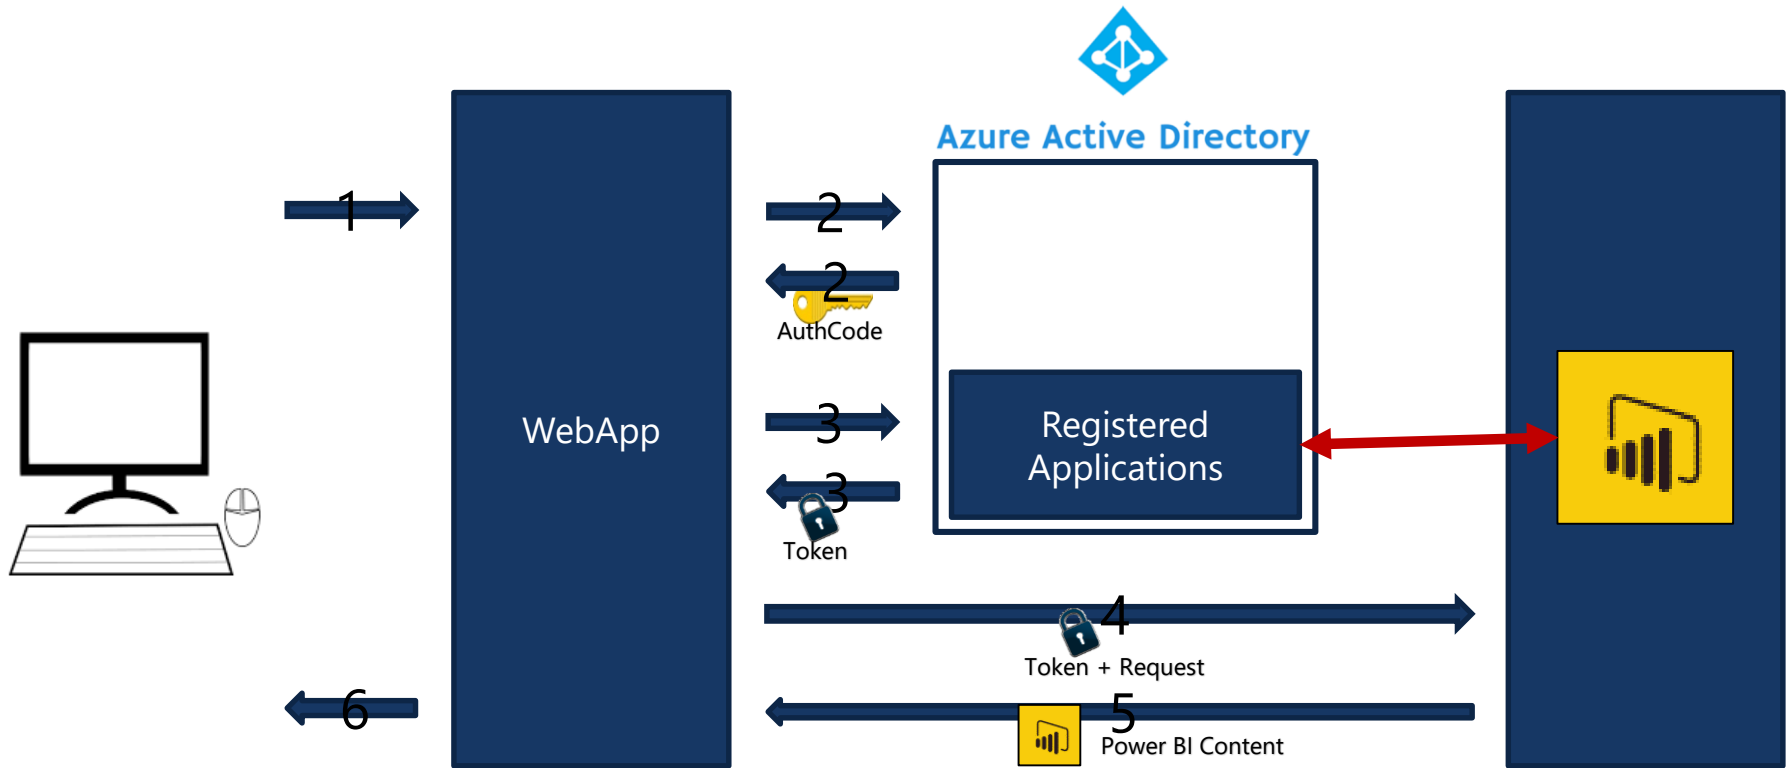 Azure Active Directory
1
2
2
AuthCode
3
WebApp
Registered
Applications
3
Token
4
Token + Request
6
5
Power BI Content